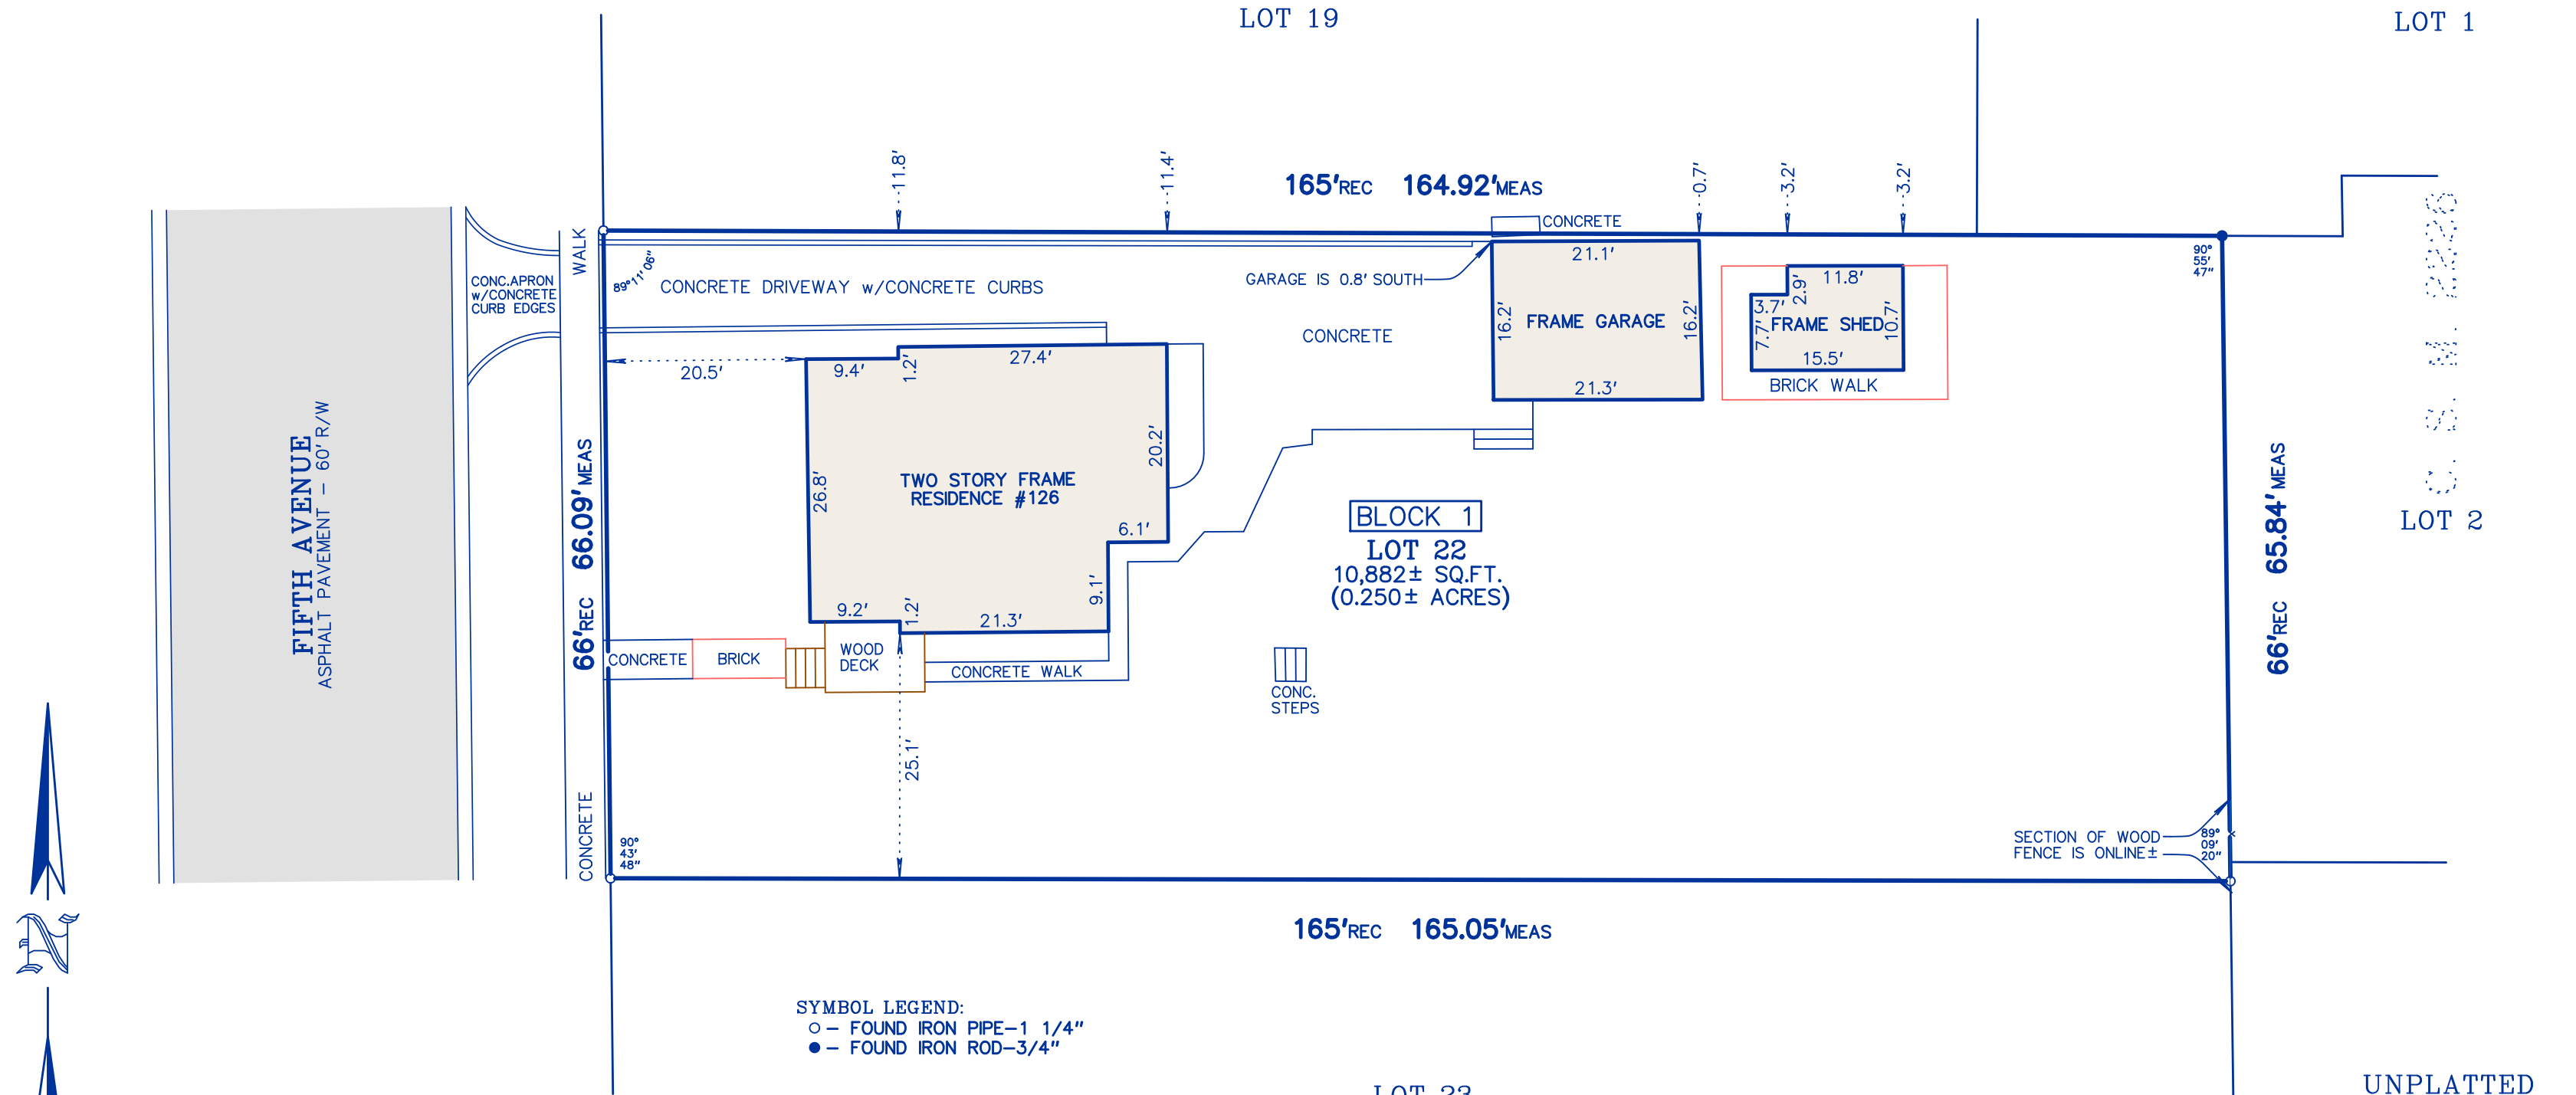 LOT 19
LOT 1
165'REC 164.92'MEAS
11.8'
11.4'
0.7'
3.2'
3.2'
CONCRETE
WALK
89°11'06"
CONCRETE DRIVEWAY w/CONCRETE CURBS
CONC.APRON
w/CONCRETE
CURB EDGES
GARAGE IS 0.8' SOUTH
CONCRETE
21.1'
16.2'
FRAME GARAGE
16.2'
21.3'
11.8'
2.9'
3.7'
FRAME SHED
7.7'
10.7'
15.5'
BRICK WALK
90°
55'
47"
20.5'
9.4'
1.2'
27.4'
26.8'
20.2'
TWO STORY FRAME
RESIDENCE #126
6.1'
9.1'
9.2'
1.2'
21.3'
FIFTH AVENUE
ASPHALT PAVEMENT - 60' R/W
66'REC 66.09'MEAS
BLOCK 1
LOT 22
10,882± SQ.FT.
(0.250± ACRES)
66'REC 65.84'MEAS
LOT 2
CONCRETE
BRICK
WOOD
DECK
CONCRETE WALK
CONC.
STEPS
25.1'
CONCRETE
90°
43'
48"
SECTION OF WOOD
FENCE IS ONLINE±
89°
09'
20"
N
165'REC 165.05'MEAS
SYMBOL LEGEND:
○ - FOUND IRON PIPE-1 1/4"
● - FOUND IRON ROD-3/4"
LOT 23
UNPLATTED